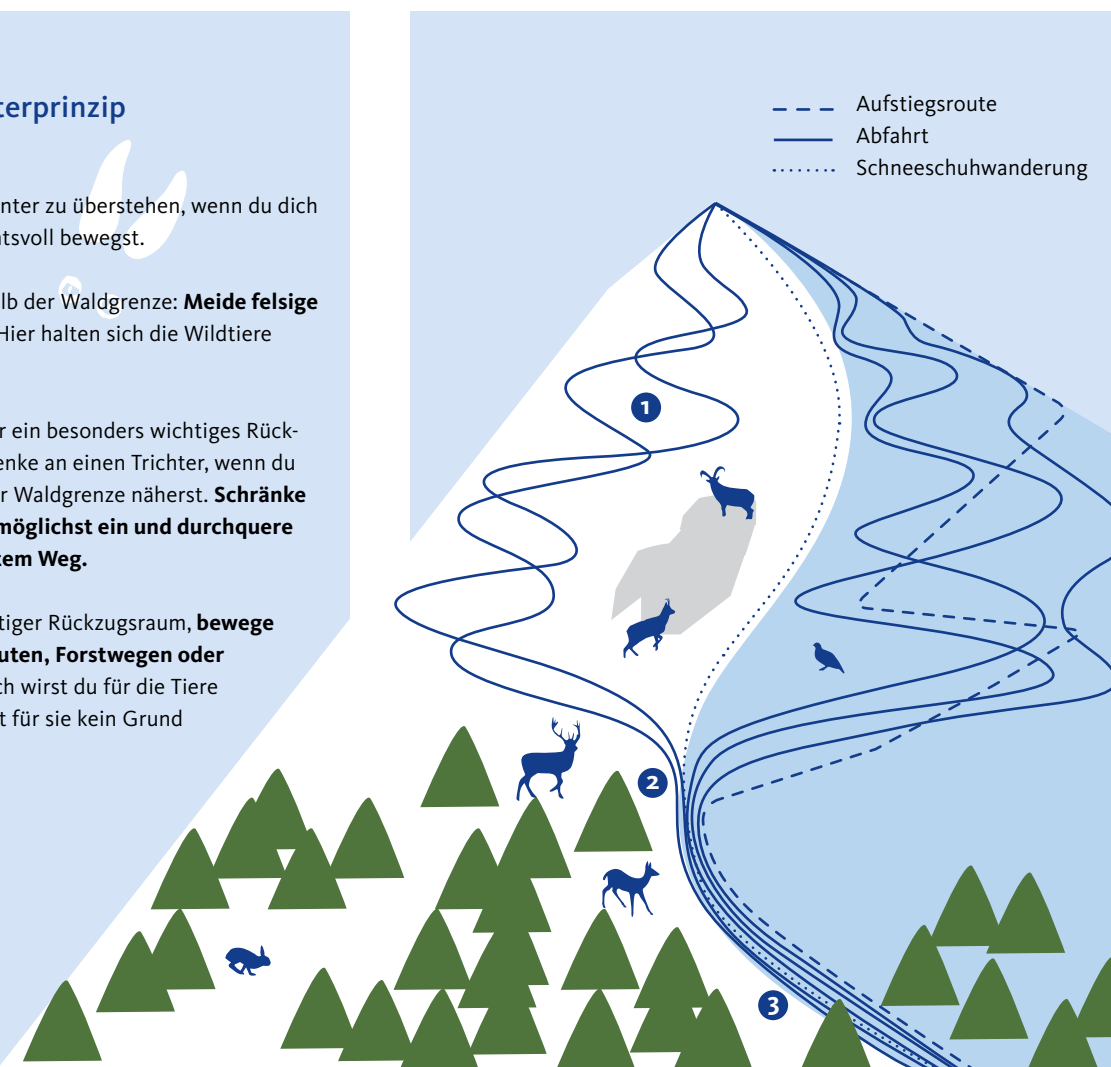 terprinzip
nter zu überstehen, wenn du dich
tsvoll bewegst.
lb der Waldgrenze: Meide felsige
Hier halten sich die Wildtiere
r ein besonders wichtiges Rück-
enke an einen Trichter, wenn du
r Waldgrenze näherst. Schränke
möglichst ein und durchquere
tem Weg.
tiger Rückzugsraum, bewege
uten, Forstwegen oder
ch wirst du für die Tiere
t für sie kein Grund
Aufstiegsroute
Abfahrt
Schneeschuhwanderung
1
2
3